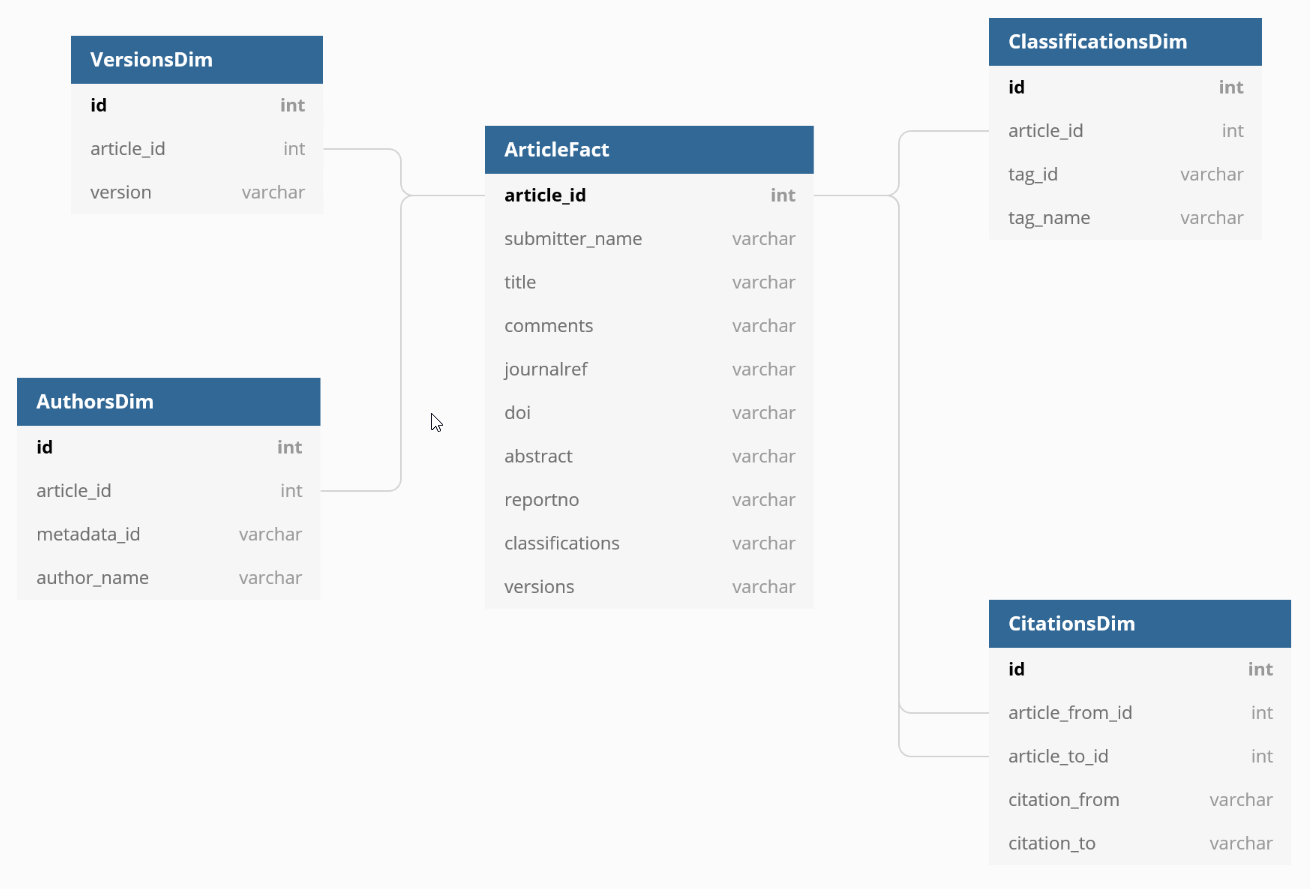 VersionsDim
id int
article_id int
version varchar
AuthorsDim
id int
article_id int
metadata_id varchar
author_name varchar
ArticleFact
article_id int
submitter_name varchar
title varchar
comments varchar
journalref varchar
doi varchar
abstract varchar
reportno varchar
classifications varchar
versions varchar
ClassificationsDim
id int
article_id int
tag_id varchar
tag_name varchar
CitationsDim
id int
article_from_id int
article_to_id int
citation_from varchar
citation_to varchar